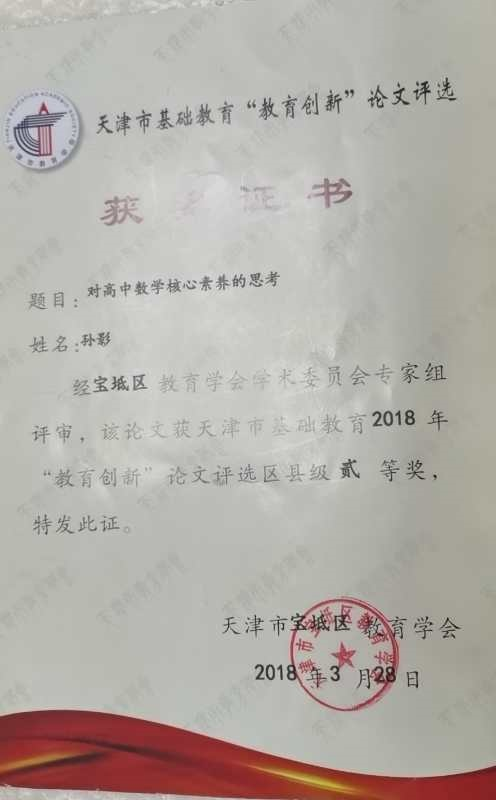 天津市基础教育“教育创新”论文评选
获奖证书
题目：对高中数学核心素养的思考
姓名：孙影
经宝坻区 教育学会学术委员会专家组
评审，该论文获天津市基础教育2018 年
“教育创新”论文评选区县级 贰 等奖，
特发此证。
天津市宝坻区 教育学会
2018 年3 月28日